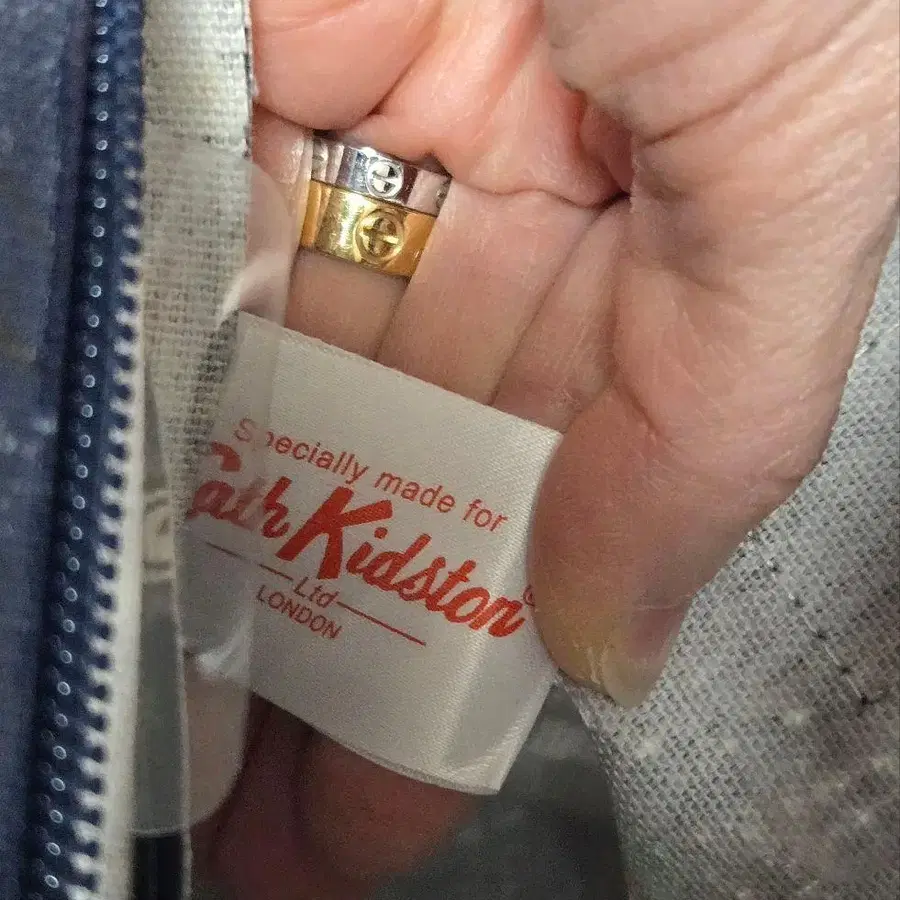 Specially made for
Cath Kidston®
Ltd
LONDON